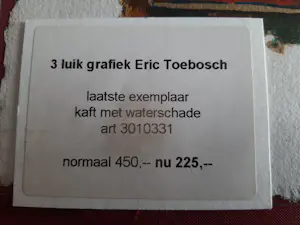 3 luik grafiek Eric Toebosch
laatste exemplaar
kaft met waterschade
art 3010331
normaal 450,-- nu 225,--